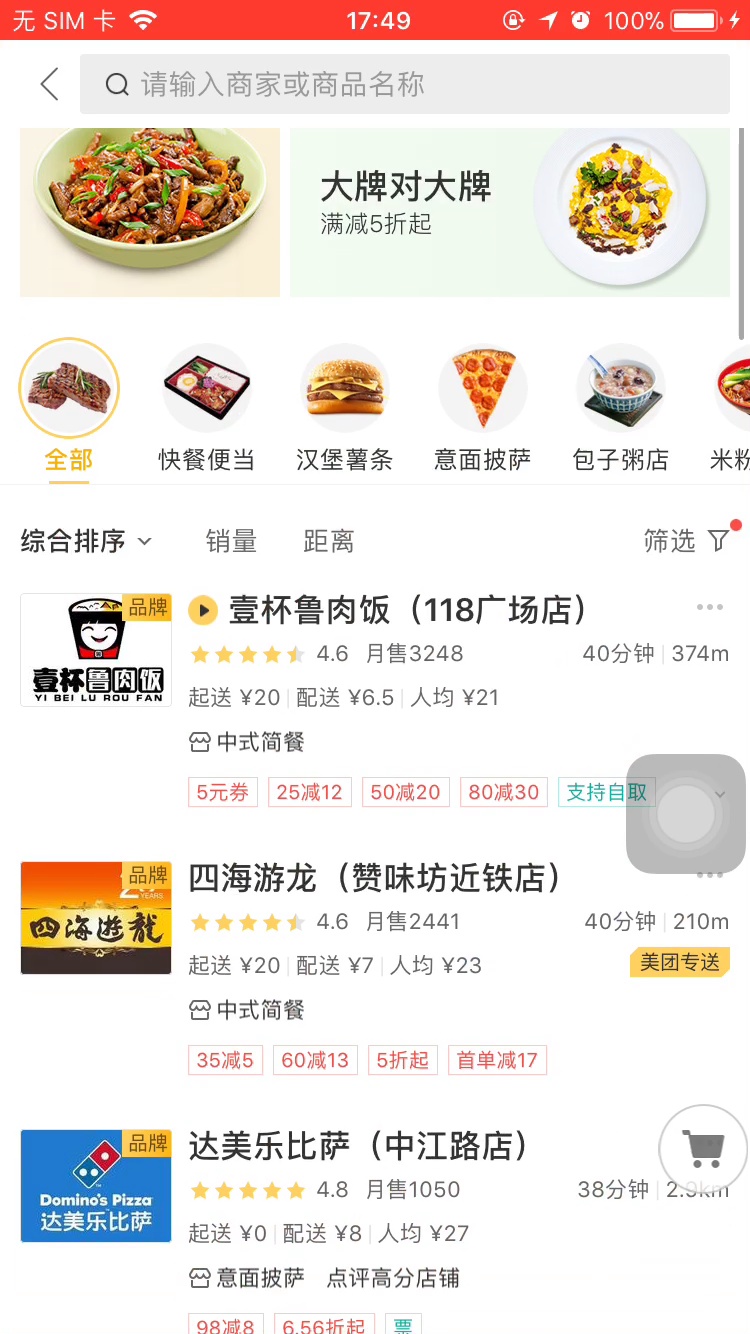 无 SIM 卡 17:49 100%
请输入商家或商品名称
大牌对大牌
满减5折起
全部 快餐便当 汉堡薯条 意面披萨 包子粥店 米粉
综合排序 销量 距离 筛选
品牌 壹杯鲁肉饭（118广场店）
壹杯鲁肉饭
YI BEI LU ROU FAN
4.6 月售3248 40分钟 374m
起送 ¥20 配送 ¥6.5 人均 ¥21
中式简餐
5元券 25减12 50减20 80减30 支持自取
品牌 四海游龙（赞味坊近铁店）
YEARS
四海遊龍
4.6 月售2441 40分钟 210m
起送 ¥20 配送 ¥7 人均 ¥23 美团专送
中式简餐
35减5 60减13 5折起 首单减17
品牌 达美乐比萨（中江路店）
Domino's Pizza
达美乐比萨
4.8 月售1050 38分钟 2.9km
起送 ¥0 配送 ¥8 人均 ¥27
意面披萨 点评高分店铺
98减8 6.56折起 票